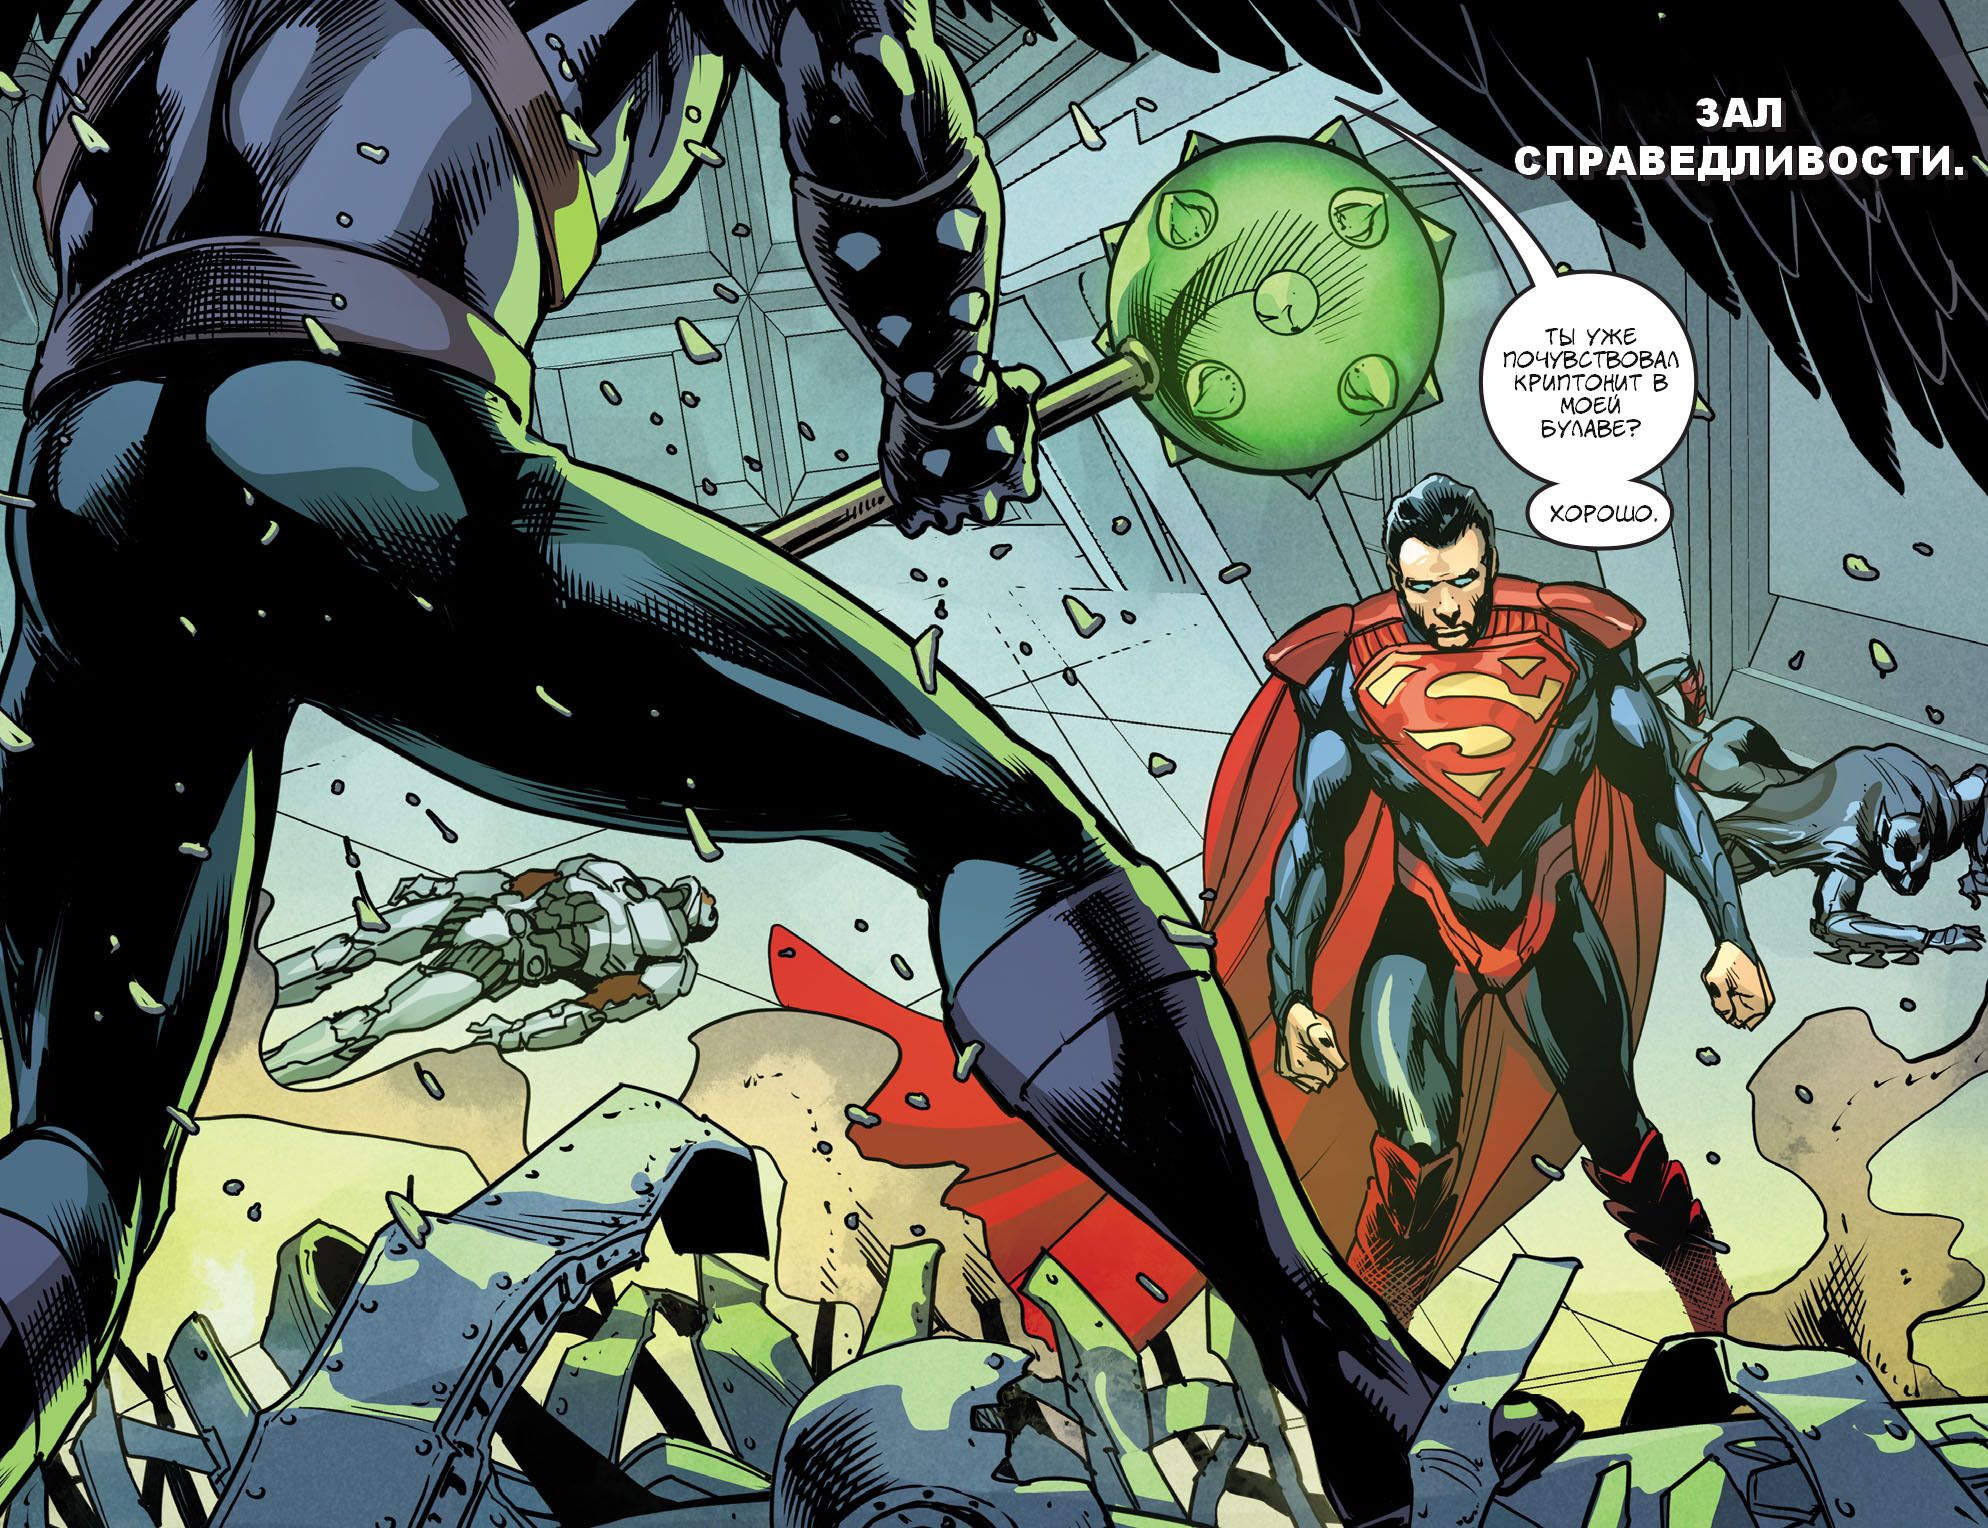 ЗАЛ
СПРАВЕДЛИВОСТИ.
ТЫ УЖЕ
ПОЧУВСТВОВАЛ
КРИПТОНИТ В
МОЕЙ
БУЛАВЕ?
ХОРОШО.